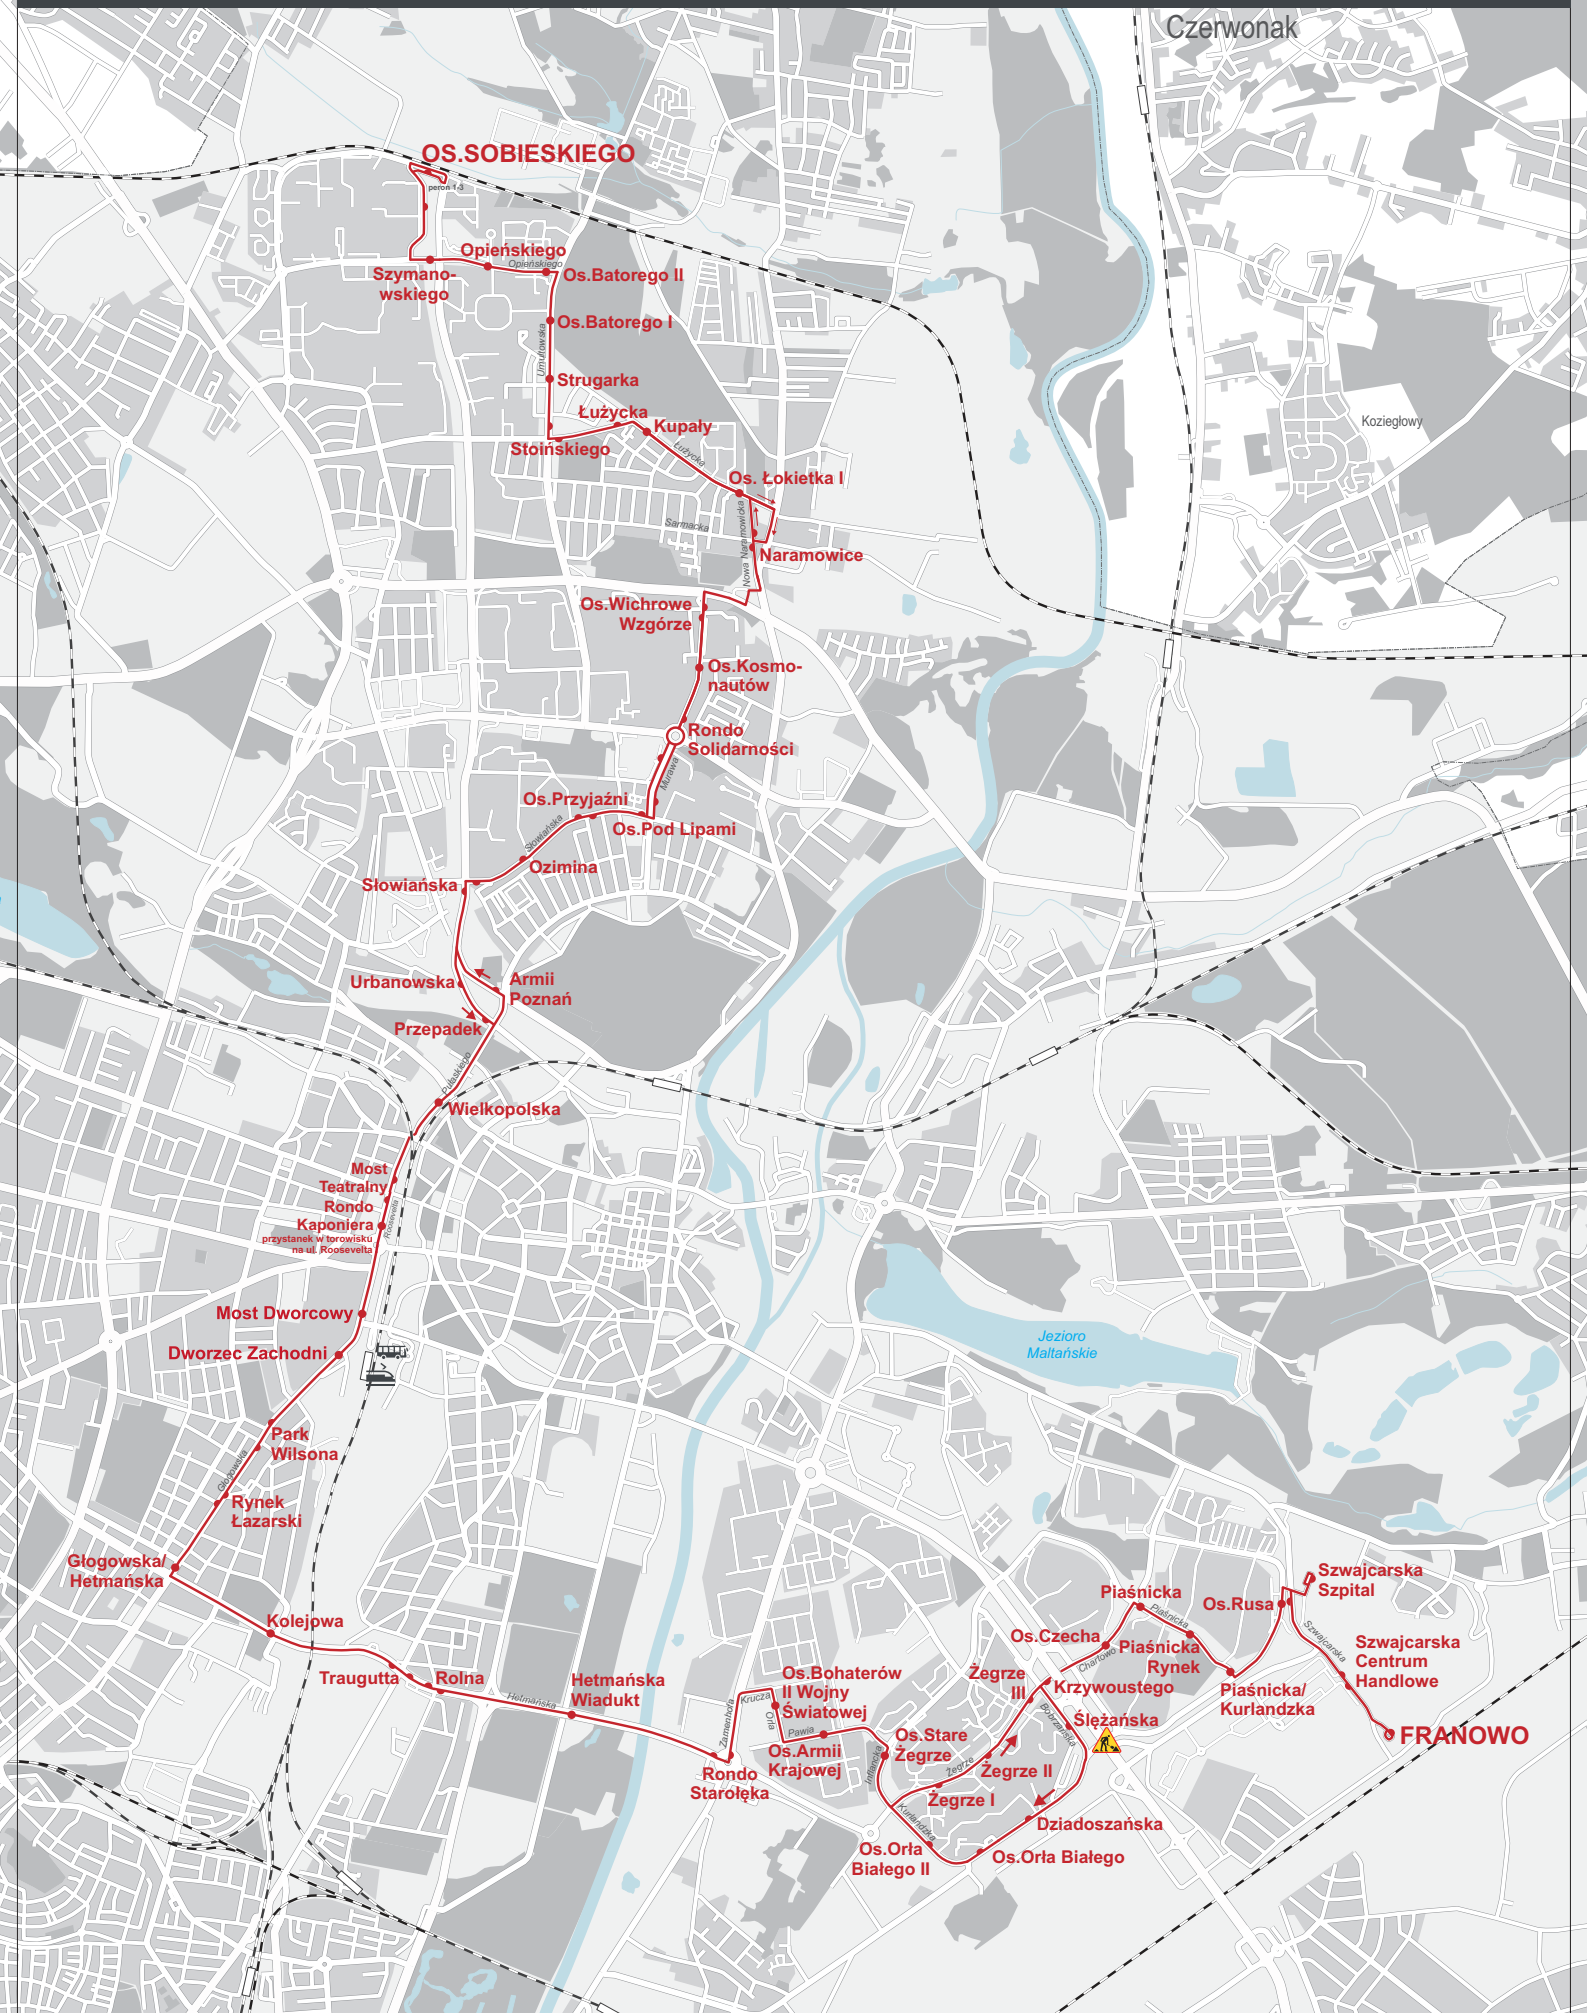 Czerwonak
OS.SOBIESKIEGO
peron 1-3
Opieńskiego
Opieńskiego
Szymano-
wskiego
Os.Batorego II
Os.Batorego I
Umultowska
Strugarka
Łużycka
Kupały
Stoińskiego
Łużycka
Koziegłowy
Os. Łokietka I
Sarmacka
Nowa Naramowicka
Naramowice
Os.Wichrowe
Wzgórze
Os.Kosmo-
nautów
Rondo
Solidarności
Murawa
Os.Przyjaźni
Os.Pod Lipami
Słowiańska
Ozimina
Słowiańska
Urbanowska
Armii
Poznań
Przepadek
Pułaskiego
Wielkopolska
Most
Teatralny
Rondo
Kaponiera
przystanek w torowisku
na ul. Roosevelta
Roosevelta
Most Dworcowy
Dworzec Zachodni
Jezioro
Maltańskie
Park
Wilsona
Głogowska
Rynek
Łazarski
Głogowska/
Hetmańska
Kolejowa
Traugutta
Rolna
Hetmańska
Hetmańska
Wiadukt
Zamenhofa
Krucza
Orla
Pawia
Rondo
Starołęka
Os.Bohaterów
II Wojny
Światowej
Os.Armii
Krajowej
Inflancka
Os.Stare
Żegrze
Żegrze
Żegrze I
Żegrze II
Żegrze
III
Kurlandzka
Os.Orła
Białego II
Os.Orła Białego
Dziadoszańska
Bobrzańska
Ślężańska
Krzywoustego
Chartowo
Os.Czecha
Piaśnicka
Piaśnicka
Piaśnicka
Rynek
Piaśnicka/
Kurlandzka
Os.Rusa
Szwajcarska
Szpital
Szwajcarska
Szwajcarska
Centrum
Handlowe
FRANOWO